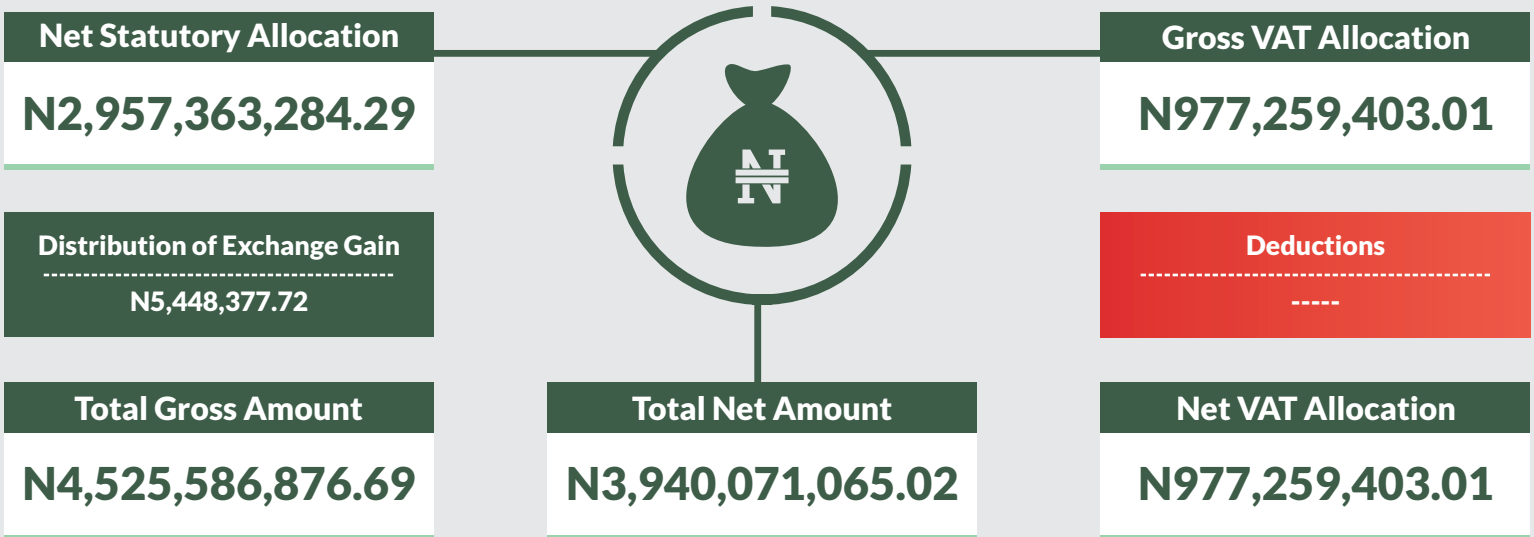 Net Statutory Allocation
N2,957,363,284.29
Gross VAT Allocation
N977,259,403.01
₦
Distribution of Exchange Gain
-------------------------------------------
N5,448,377.72
Deductions
-------------------------------------------
-----
Total Gross Amount
N4,525,586,876.69
Total Net Amount
N3,940,071,065.02
Net VAT Allocation
N977,259,403.01